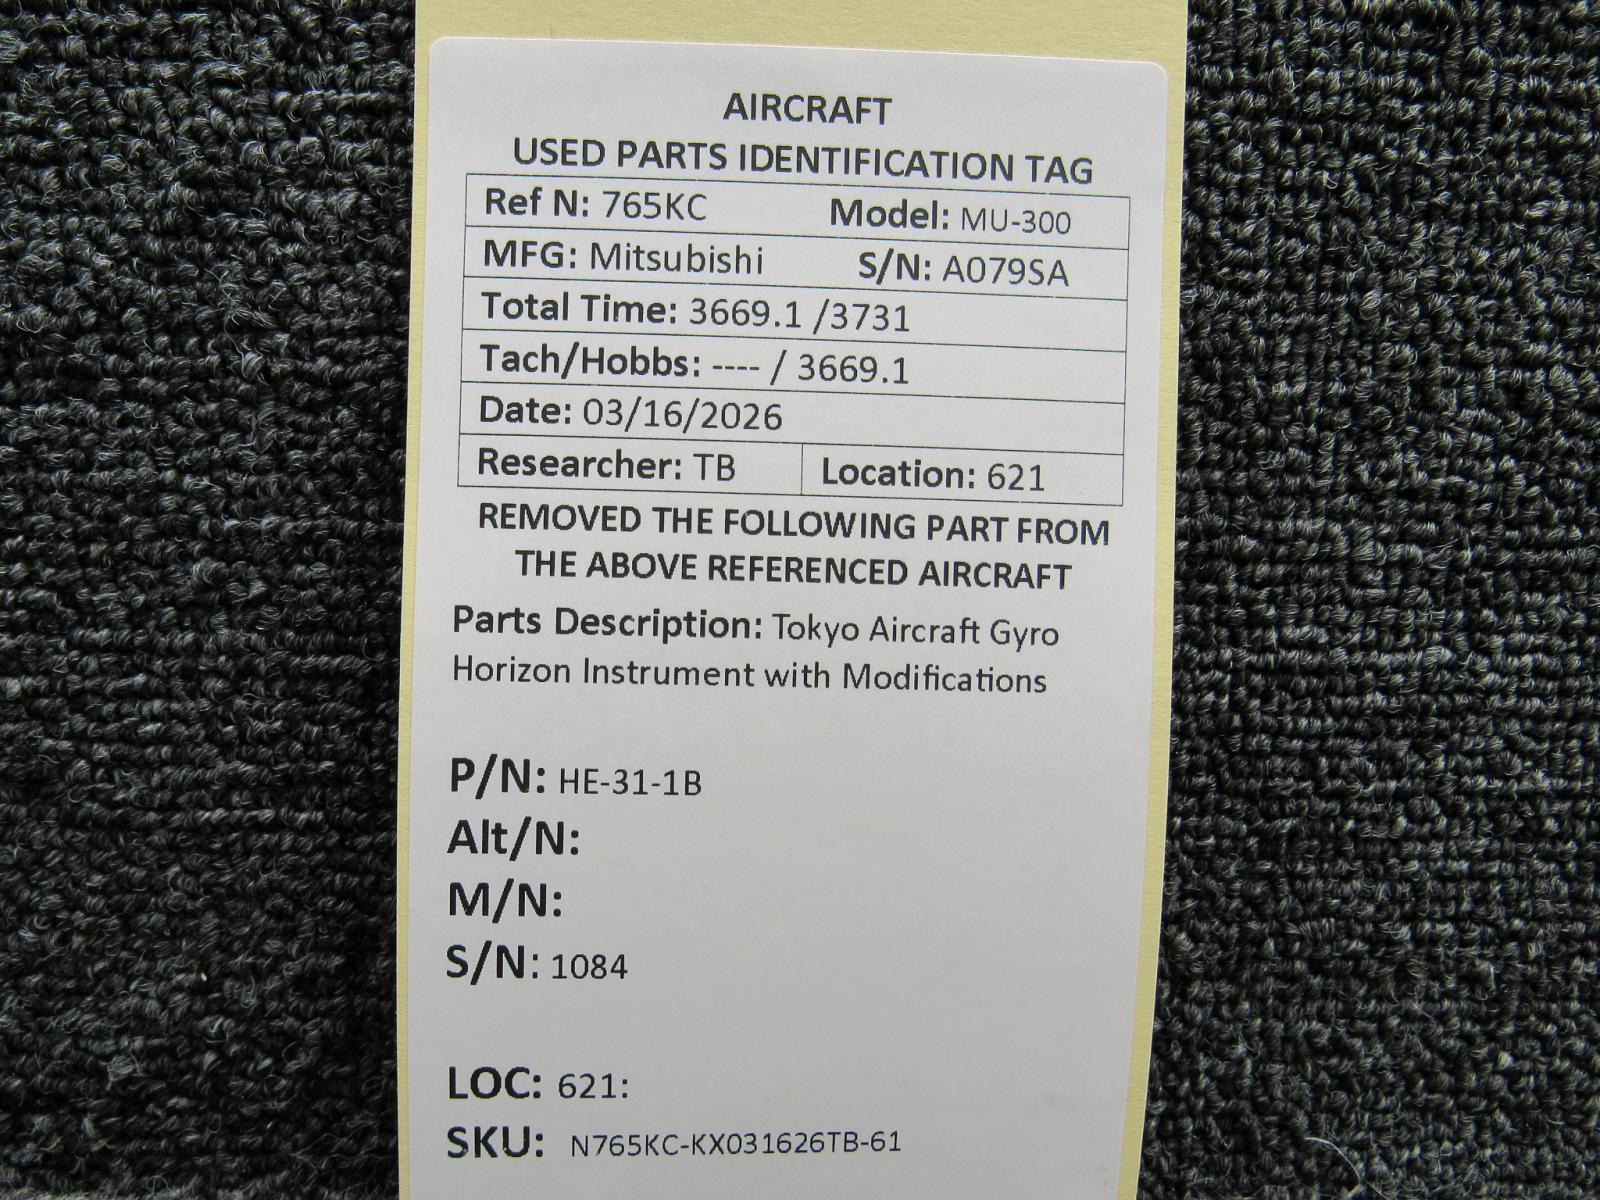 AIRCRAFT
USED PARTS IDENTIFICATION TAG
Ref N: 765KC Model: MU-300
MFG: Mitsubishi S/N: A079SA
Total Time: 3669.1 /3731
Tach/Hobbs: ---- / 3669.1
Date: 03/16/2026
Researcher: TB Location: 621
REMOVED THE FOLLOWING PART FROM
THE ABOVE REFERENCED AIRCRAFT
Parts Description: Tokyo Aircraft Gyro
Horizon Instrument with Modifications
P/N: HE-31-1B
Alt/N:
M/N:
S/N: 1084
LOC: 621:
SKU: N765KC-KX031626TB-61